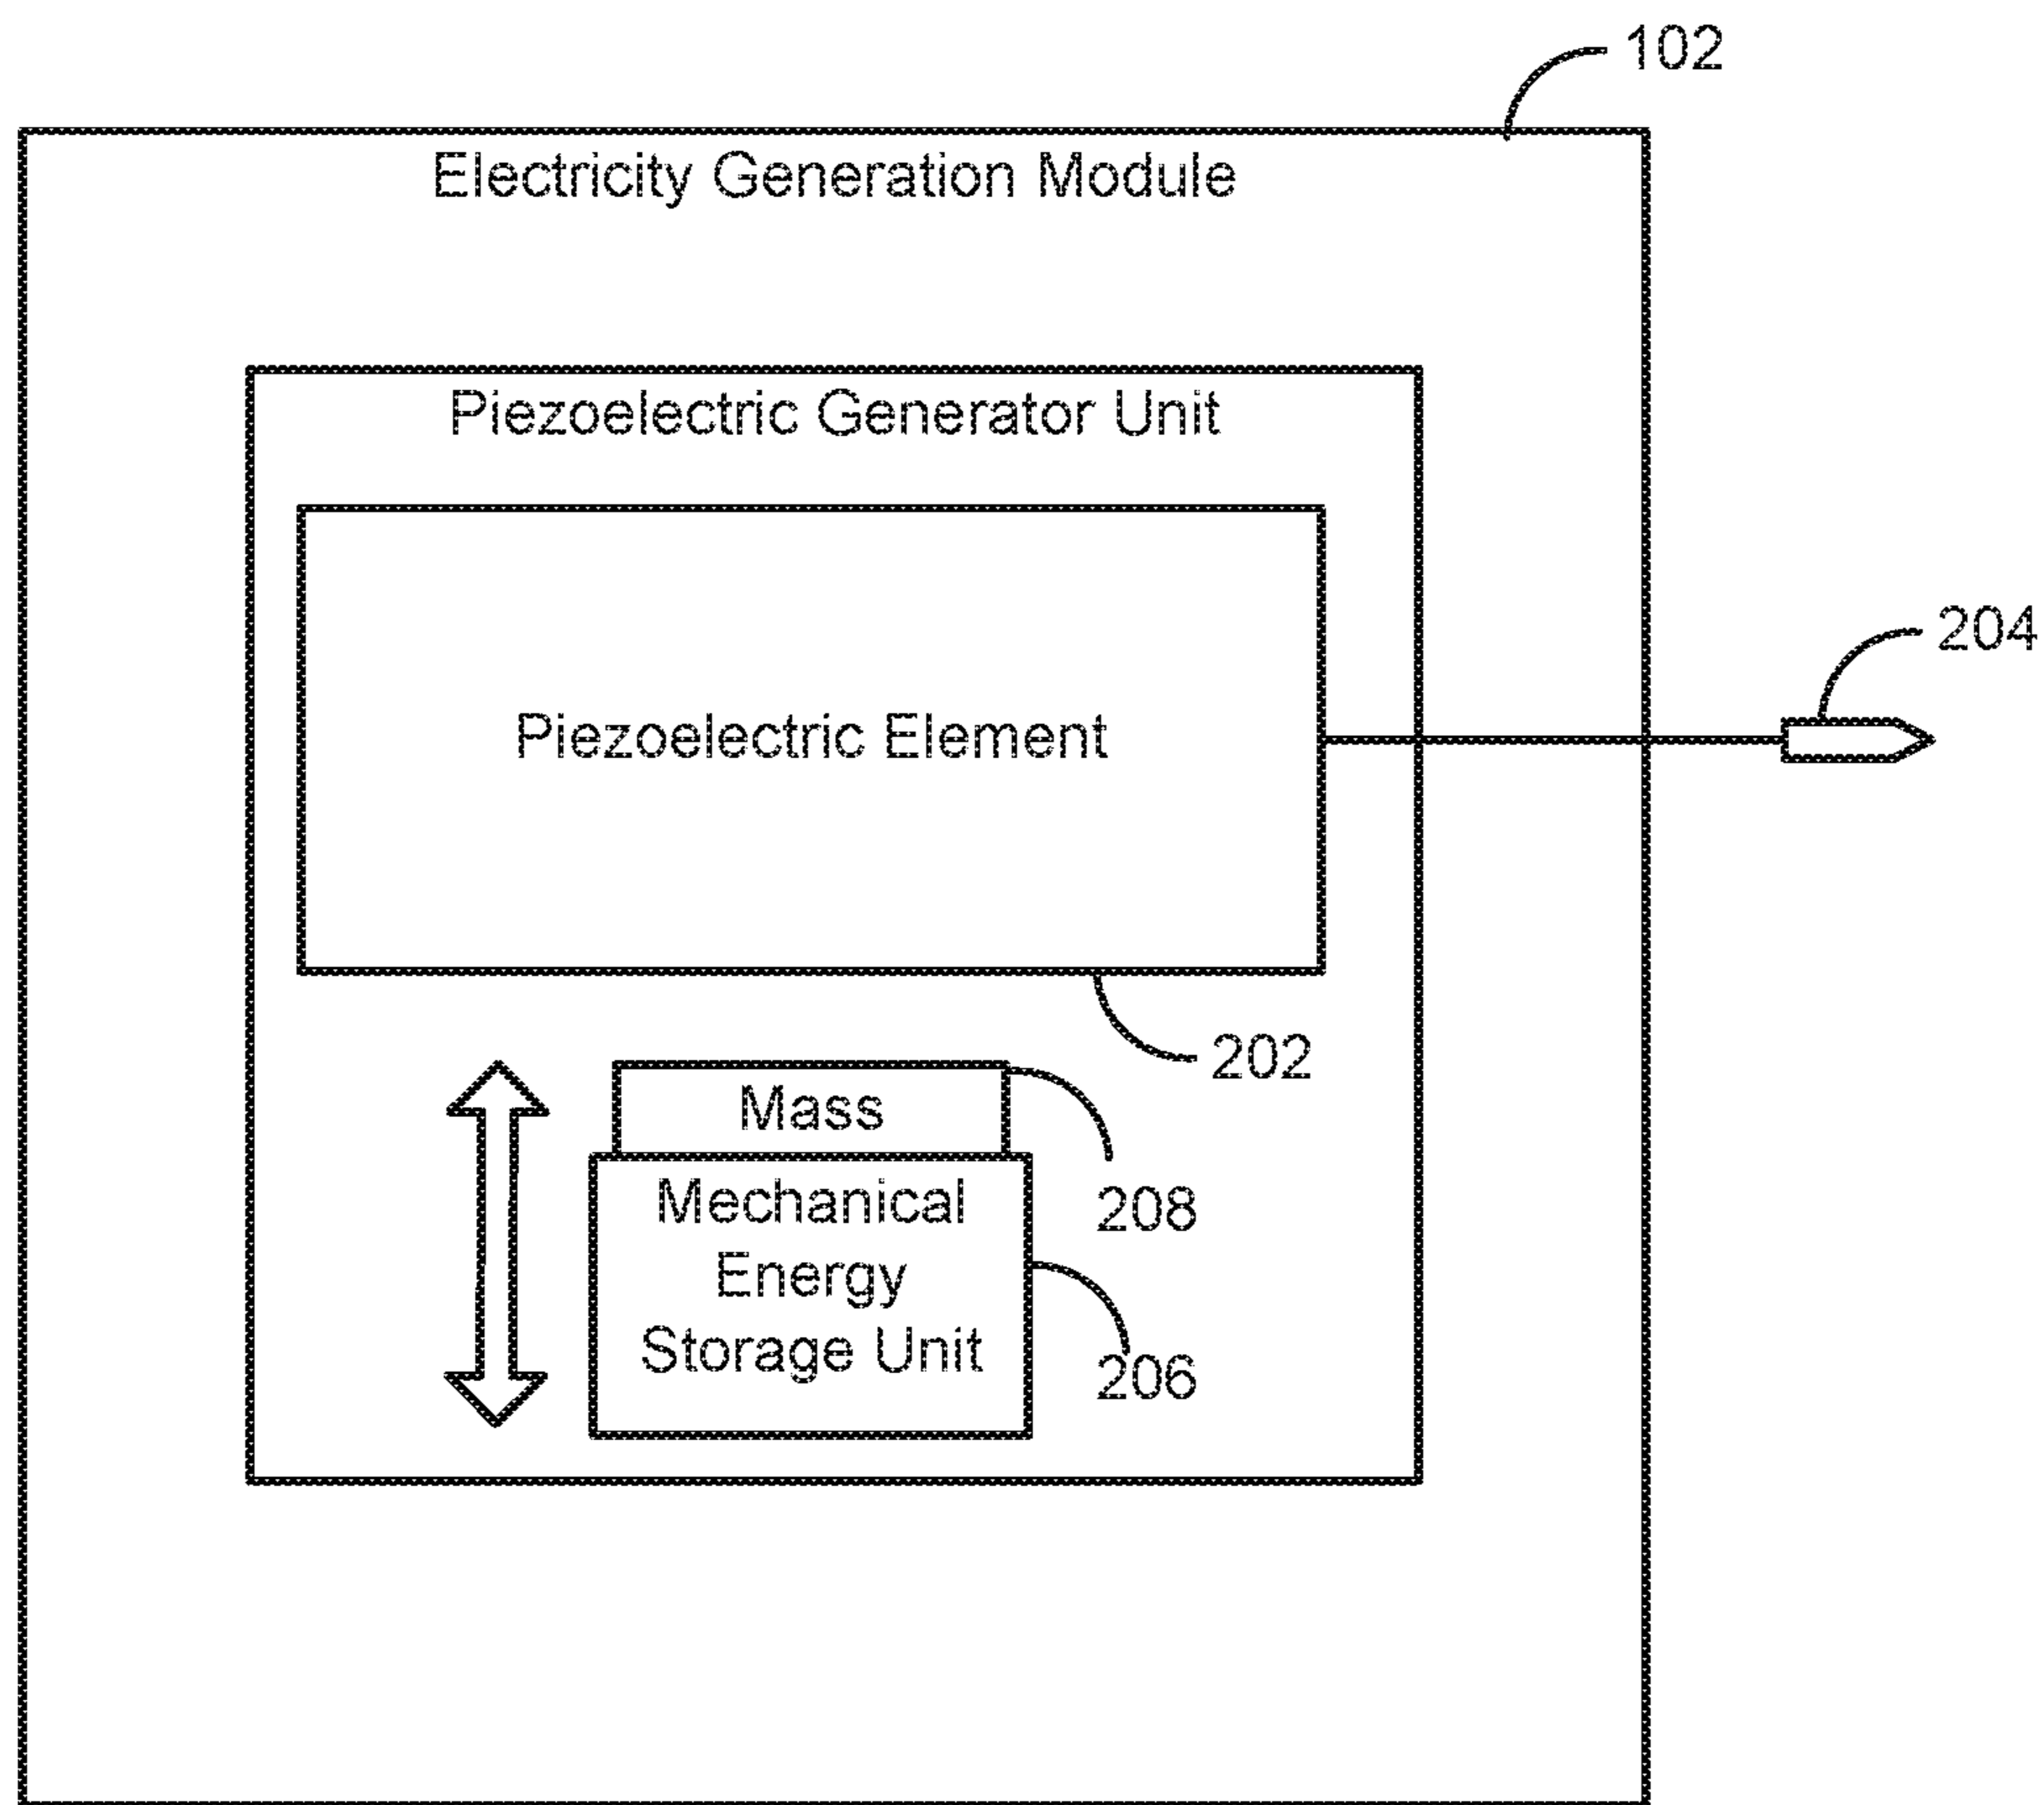 102
Electricity Generation Module
Piezoelectric Generator Unit
204
Piezoelectric Element
202
Mass
208
Mechanical
Energy
Storage Unit
206